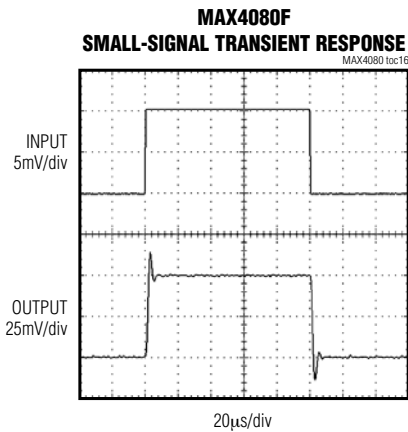 MAX4080F
SMALL-SIGNAL TRANSIENT RESPONSE
MAX4080 toc16
INPUT
5mV/div
OUTPUT
25mV/div
20μs/div